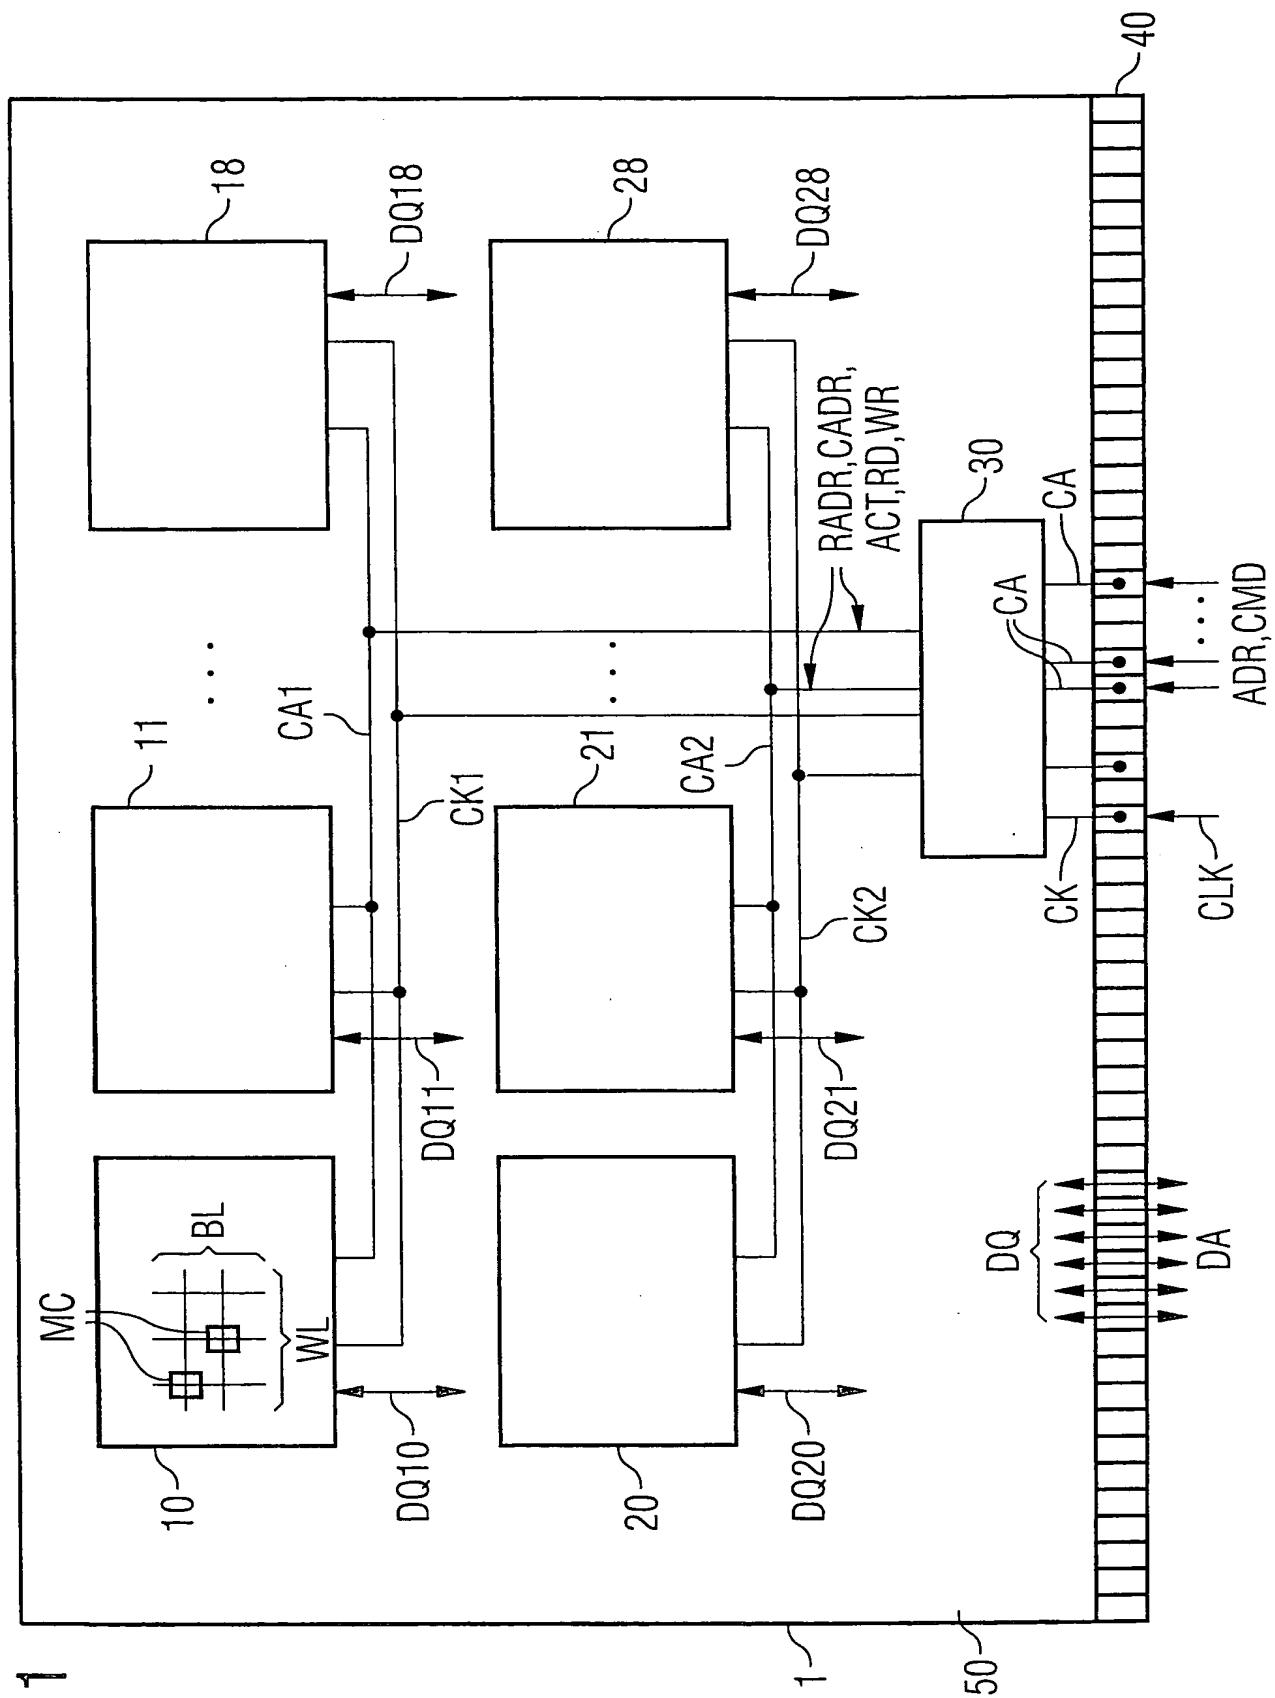 1
10
MC
BL
WL
DQ10
11
DQ11
CA1
CK1
18
DQ18
20
DQ20
21
DQ21
CA2
CK2
28
DQ28
RADR,CADR,
ACT,RD,WR
30
CA
CA
CK
CLK
ADR,CMD
DQ
DA
40
1
50